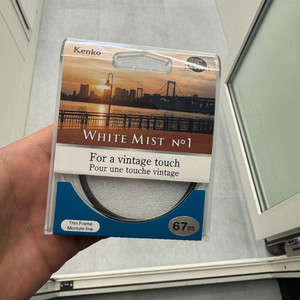 Kenko
WHITE MIST No1
For a vintage touch
Pour une touche vintage
Thin Frame
Monture fine
67mm